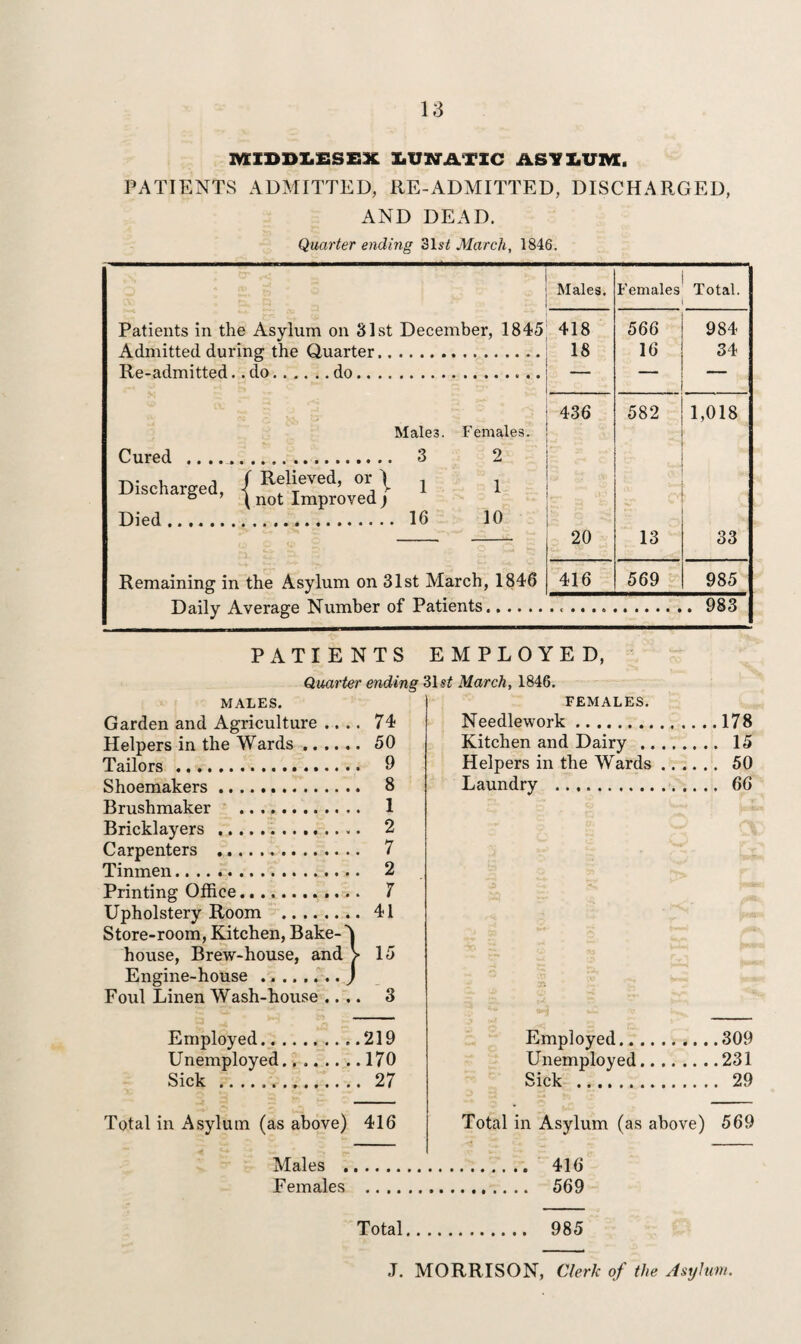 13
MIDDLESEX LUNATIC ASYLUM.
PATIENTS ADMITTED, RE-ADMITTED, DISCHARGED,
AND DEAD.
Quarter ending 31st March, 1846.
Males. Females Total.
Patients in the Asylum on 31st December, 1845 418 566 984
Admitted during the Quarter................ 18 16 34
Re-admitted..do......do.................... — — —
436 582 1,018
Males. Females.
Cured ...................... 3 2
Discharged, { Relieved, or } 1 1
{ not Improved }
Died...................... 16 10
20 13 33
Remaining in the Asylum on 31st March, 1846 416 569 985
Daily Average Number of Patients.................... 983
PATIENTS EMPLOYED,
Quarter ending 31st March, 1846.
MALES.
Garden and Agriculture .... 74
Helpers in the Wards ...... 50
Tailors .................. 9
Shoemakers .............. 8
Brushmaker ............ 1
Bricklayers .............. 2
Carpenters .............. 7
Tinmen.................. 2
Printing Office............ 7
Upholstery Room ........ 41
Store-room, Kitchen, Bake-
house, Brew-house, and } 15
Engine-house ........
Foul Linen Wash-house .... 3
Employed..........219
Unemployed.........170
Sick .............. 27
Total in Asylum (as above) 416
FEMALES.
Needlework................178
Kitchen and Dairy ......... 15
Helpers in the Wards ...... 50
Laundry .................. 66
Employed...........309
Unemployed.........231
Sick ............... 29
Total in Asylum (as above) 569
Males .................. 416
Females ................ 569
Total............. 985
J. MORRISON, Clerk of the Asylum.